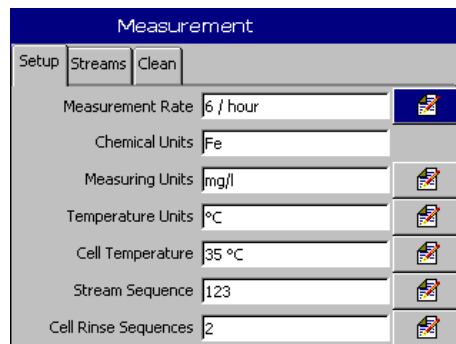 Measurement
Setup Streams Clean
Measurement Rate 6 / hour
Chemical Units Fe
Measuring Units mg/l
Temperature Units °C
Cell Temperature 35 °C
Stream Sequence 123
Cell Rinse Sequences 2